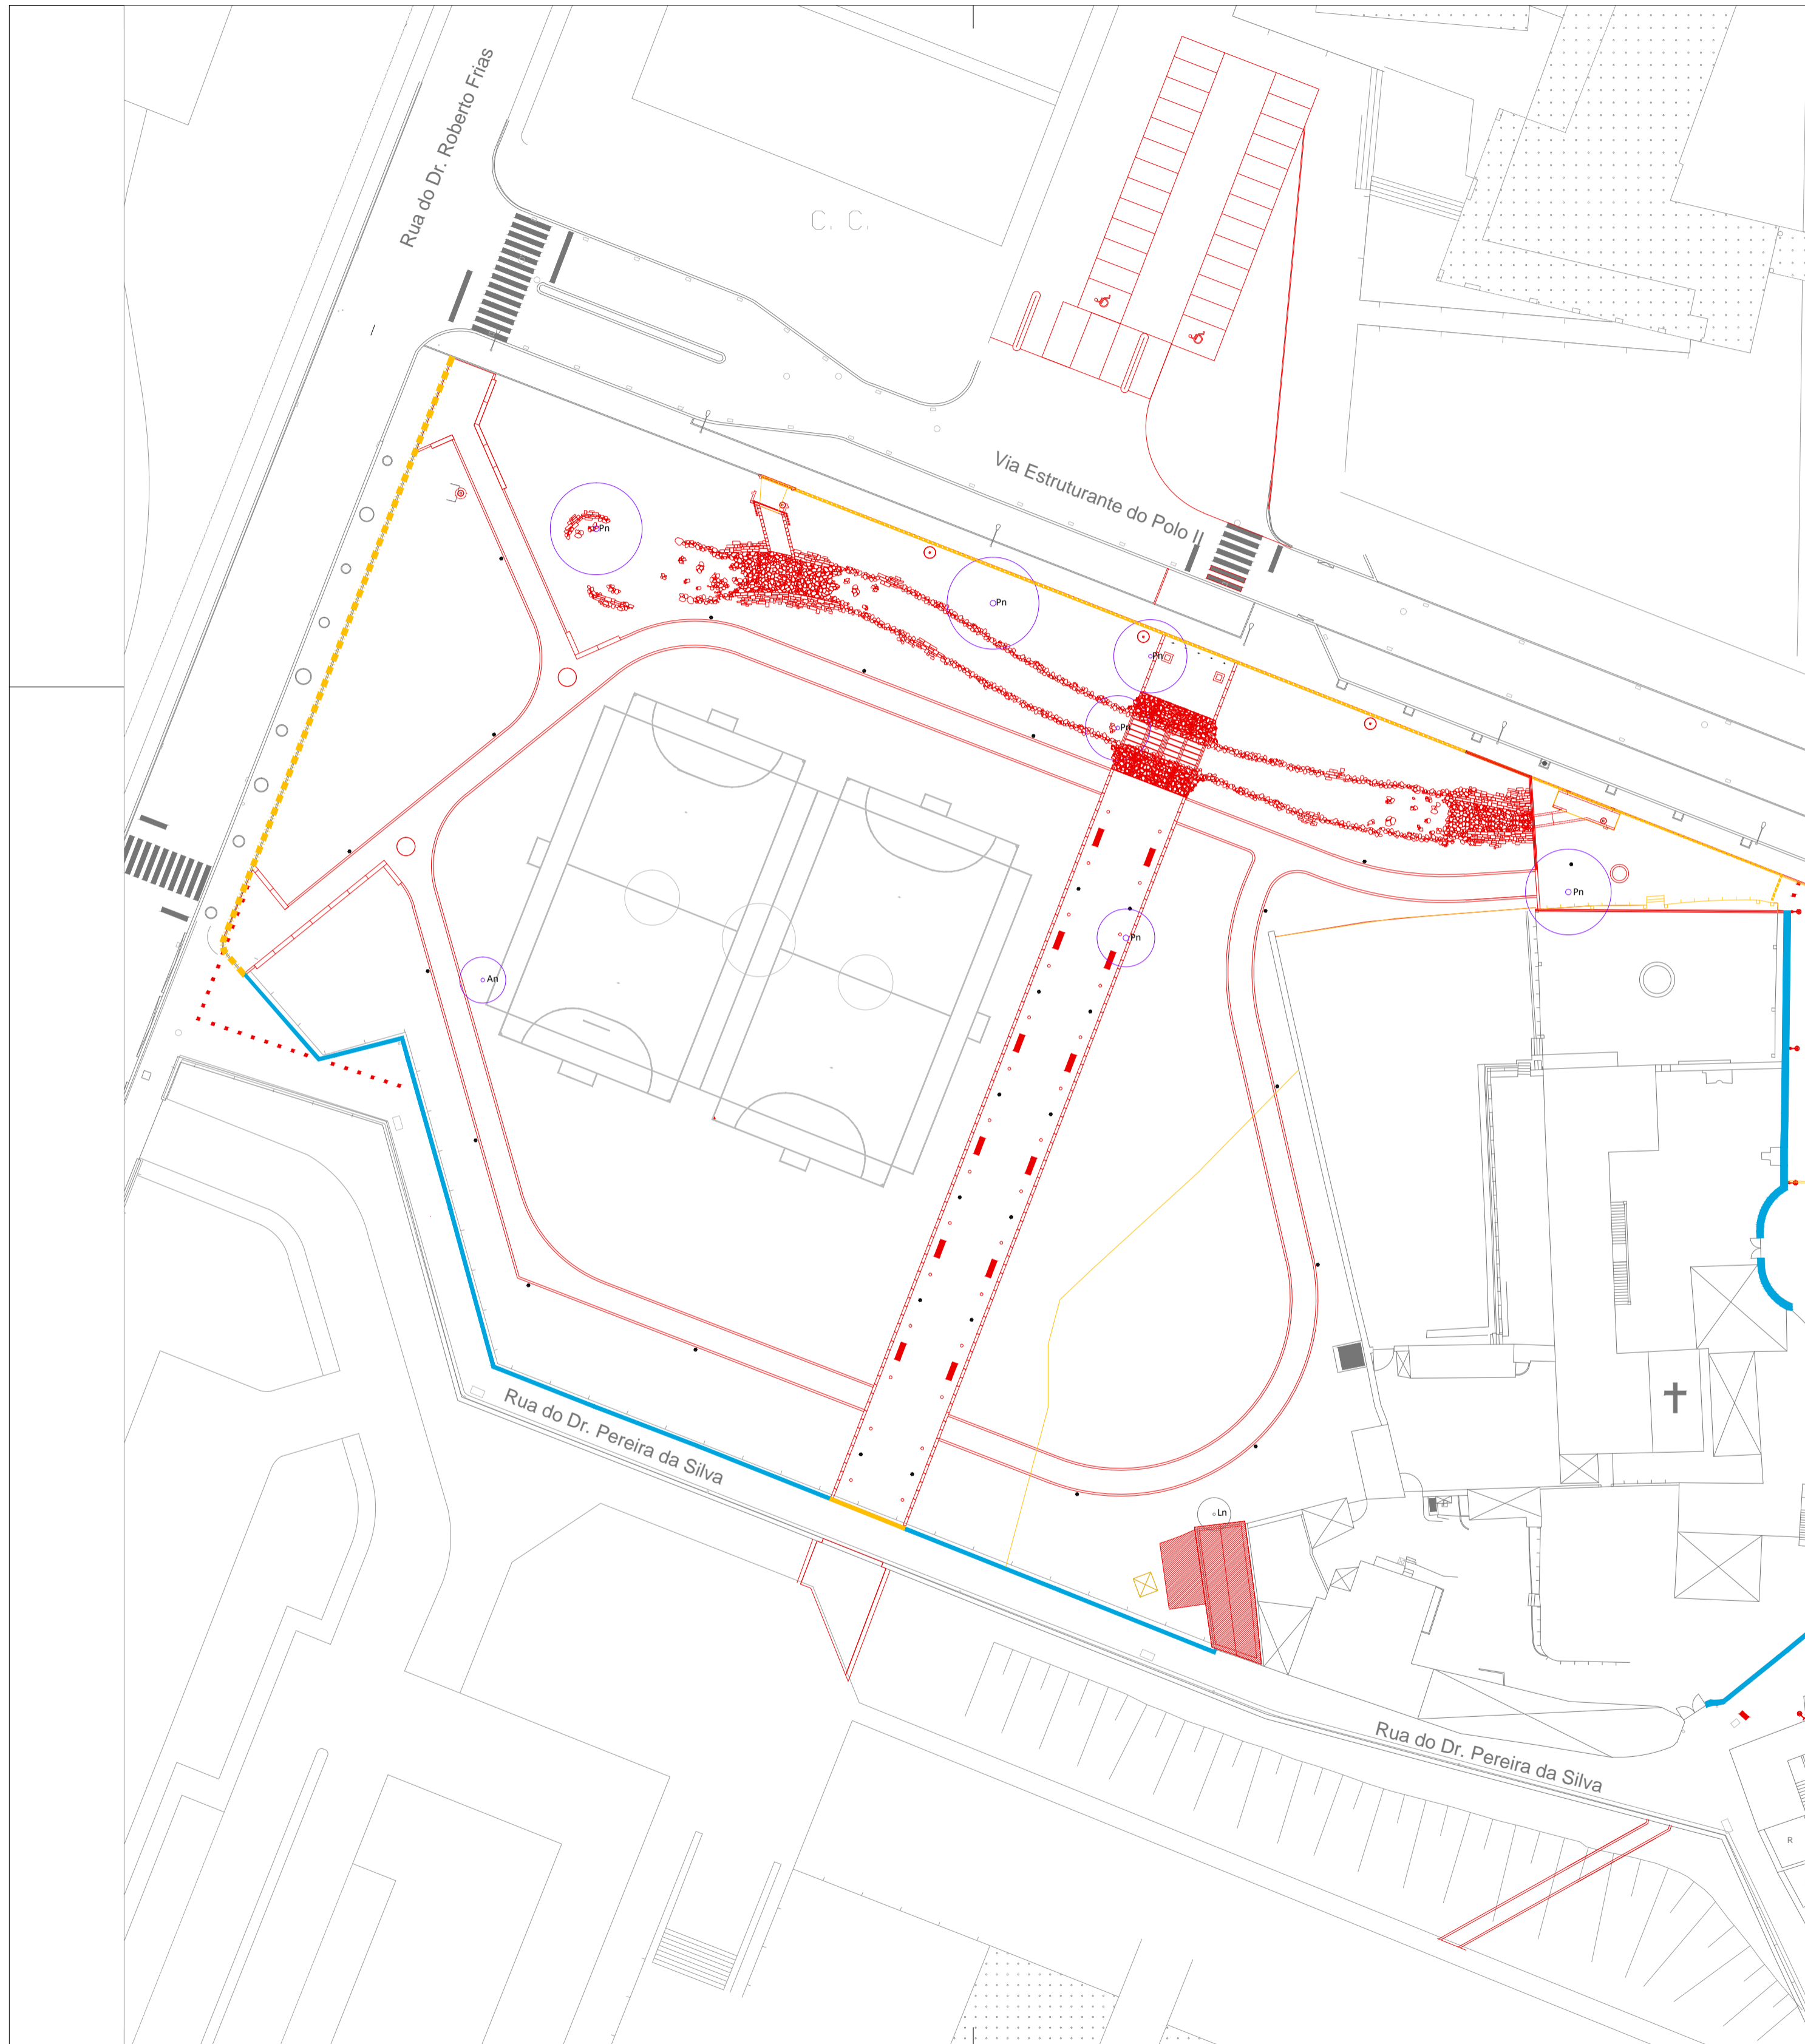 Rua do Dr. Roberto Frias
C. C.
Via Estruturante do Polo II
Pn
Pn
Pn
Pn
Pn
Pn
An
Ln
Rua do Dr. Pereira da Silva
Rua do Dr. Pereira da Silva
R